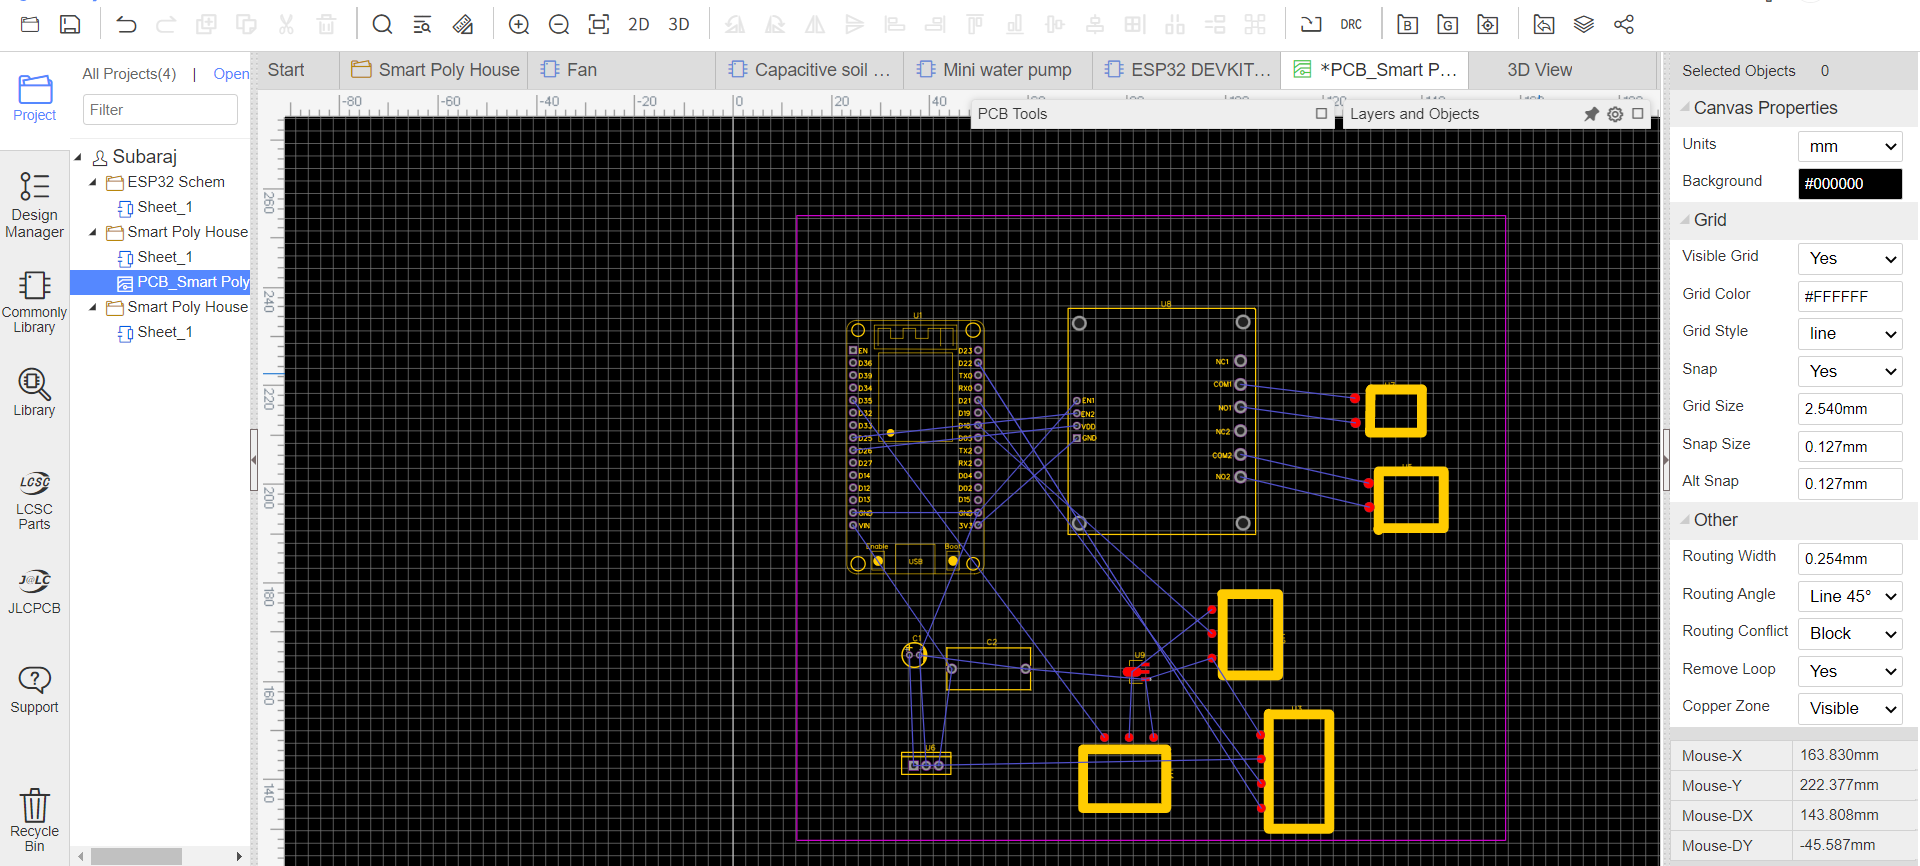 2D
3D
DRC
B
G
All Projects(4) | Open
Filter
Project
Subaraj
ESP32 Schem
Sheet_1
Smart Poly House
Sheet_1
PCB_Smart Poly
Smart Poly House
Sheet_1
Design
Manager
Commonly
Library
Library
LCSC
LCSC
Parts
J@LC
JLCPCB
Support
Recycle
Bin
Start
Smart Poly House
Fan
Capacitive soil ...
Mini water pump
ESP32 DEVKIT...
*PCB_Smart P...
3D View
-80
-60
-40
-20
0
20
40
PCB Tools
Layers and Objects
260
240
220
200
180
160
140
U1
EN
D36
D39
D34
D35
D32
D33
D25
D26
D27
D14
D12
D13
GND
VIN
D23
D22
TX0
RX0
D21
D19
D18
D05
TX2
RX2
D04
D02
D15
GND
3V3
Enable
Boot
USB
U8
NC1
COM1
NO1
NC2
COM2
NO2
EN1
EN2
VDD
GND
C1
C2
U9
U6
U3
Selected Objects 0
Canvas Properties
Units mm
Background #000000
Grid
Visible Grid Yes
Grid Color #FFFFFF
Grid Style line
Snap Yes
Grid Size 2.540mm
Snap Size 0.127mm
Alt Snap 0.127mm
Other
Routing Width 0.254mm
Routing Angle Line 45°
Routing Conflict Block
Remove Loop Yes
Copper Zone Visible
Mouse-X 163.830mm
Mouse-Y 222.377mm
Mouse-DX 143.808mm
Mouse-DY -45.587mm